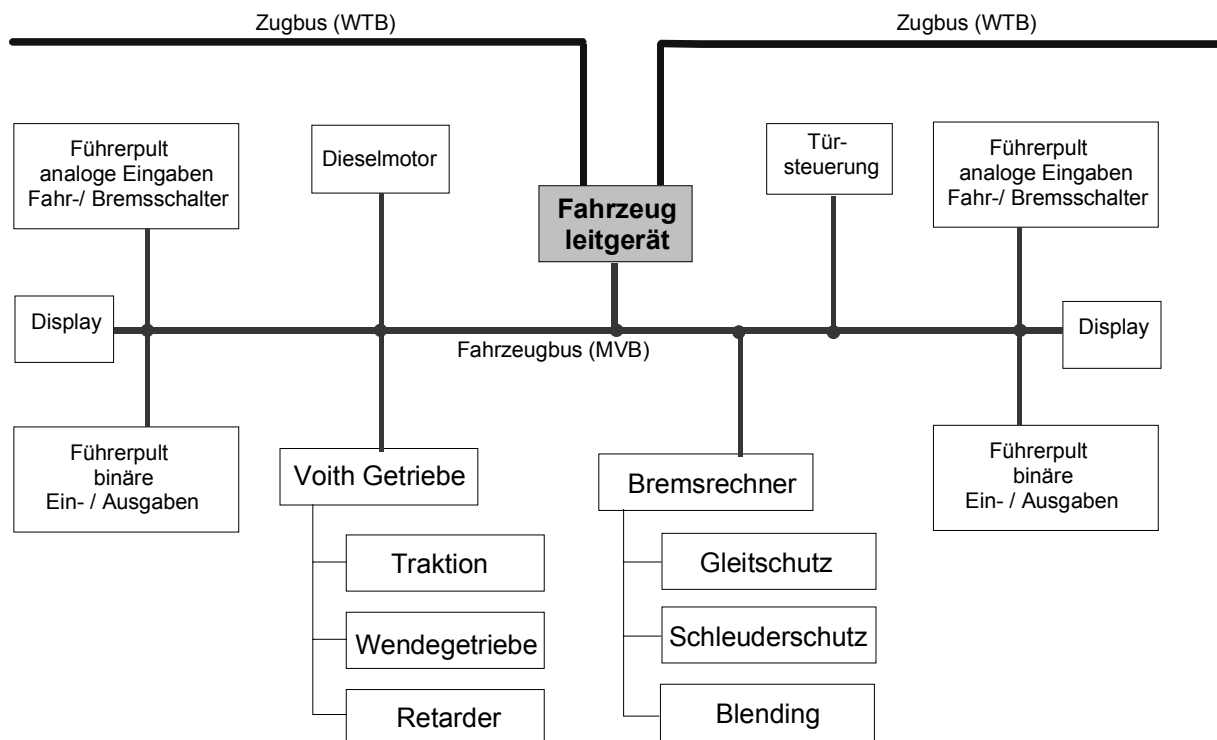 Zugbus (WTB)
Zugbus (WTB)
Führerpult
analoge Eingaben
Fahr-/ Bremsschalter
Dieselmotor
Fahrzeug
leitgerät
Tür-
steuerung
Führerpult
analoge Eingaben
Fahr-/ Bremsschalter
Display
Fahrzeugbus (MVB)
Display
Führerpult
binäre
Ein- / Ausgaben
Voith Getriebe
Traktion
Wendegetriebe
Retarder
Bremsrechner
Gleitschutz
Schleuderschutz
Blending
Führerpult
binäre
Ein- / Ausgaben